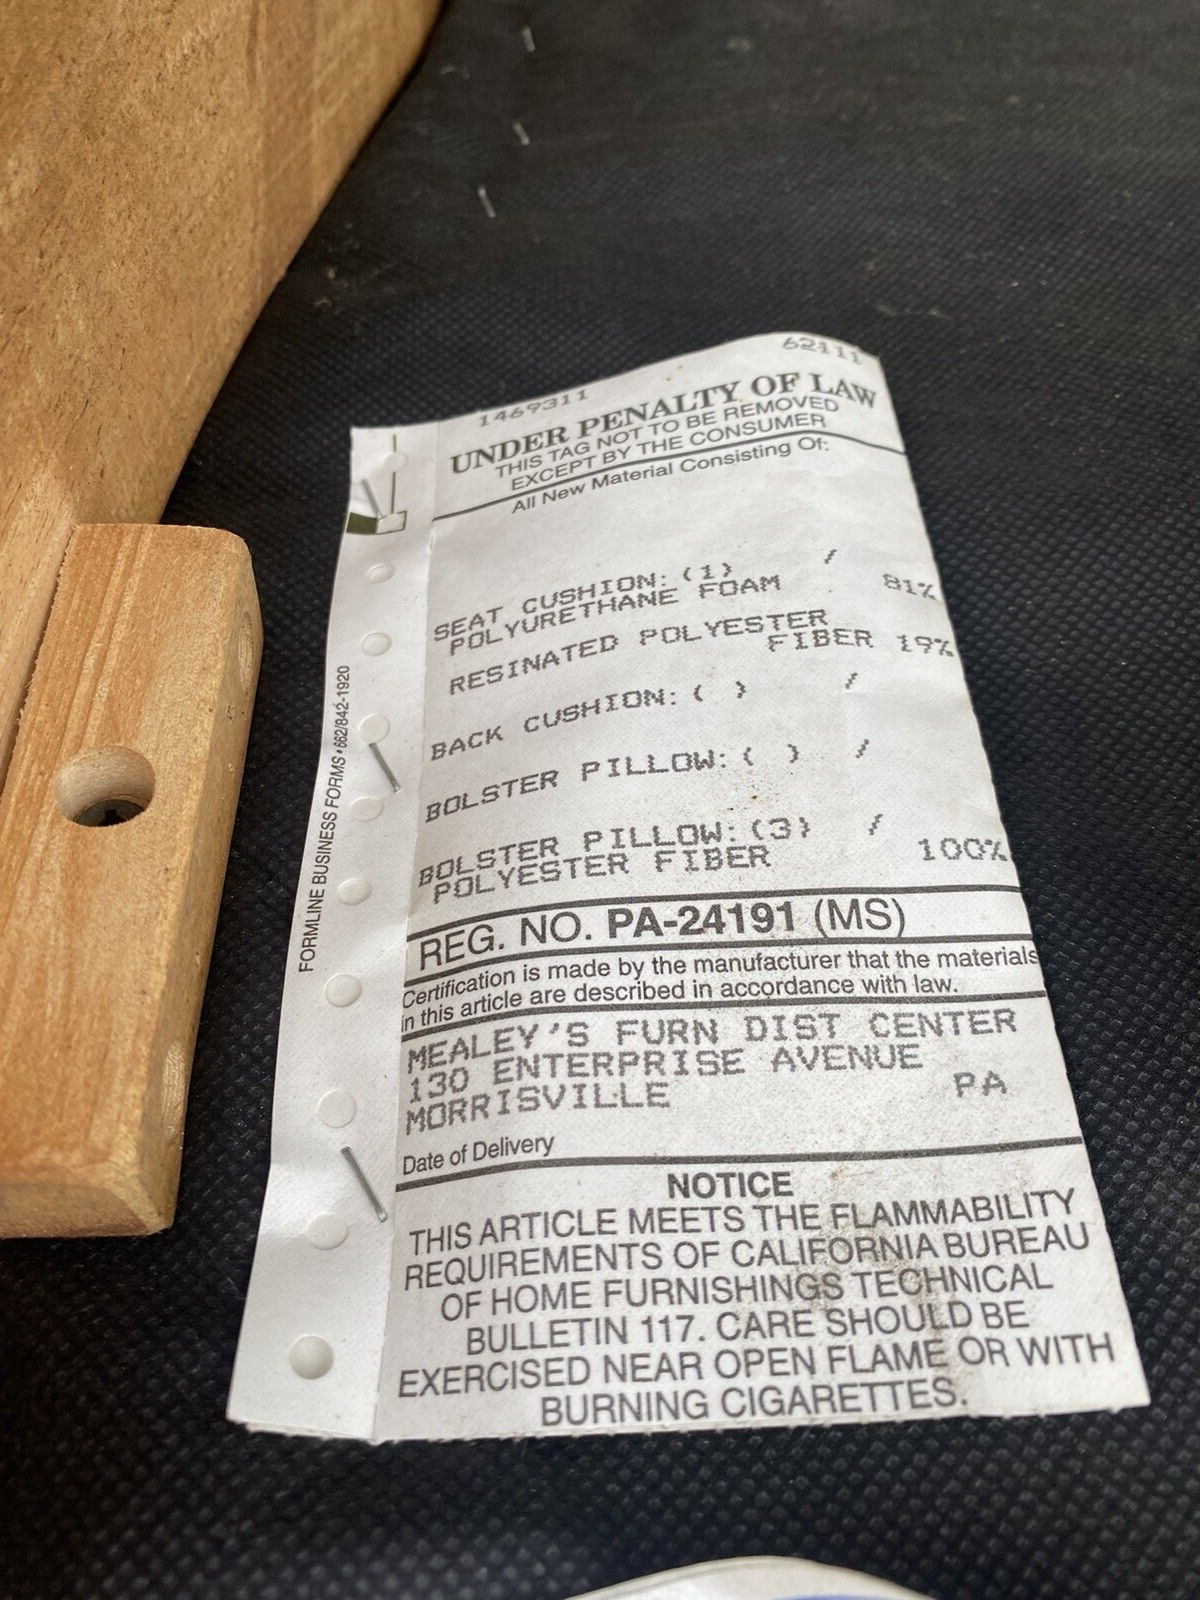 1469311 62111
UNDER PENALTY OF LAW
THIS TAG NOT TO BE REMOVED
EXCEPT BY THE CONSUMER
All New Material Consisting Of:
SEAT CUSHION: (1) /
POLYURETHANE FOAM 81%
RESINATED POLYESTER
FIBER 19%
BACK CUSHION: ( ) /
BOLSTER PILLOW: ( ) /
BOLSTER PILLOW: (3) /
POLYESTER FIBER 100%
REG. NO. PA-24191 (MS)
Certification is made by the manufacturer that the materials
in this article are described in accordance with law.
MEALEY'S FURN DIST CENTER
130 ENTERPRISE AVENUE
MORRISVILLE PA
Date of Delivery
NOTICE
THIS ARTICLE MEETS THE FLAMMABILITY
REQUIREMENTS OF CALIFORNIA BUREAU
OF HOME FURNISHINGS TECHNICAL
BULLETIN 117. CARE SHOULD BE
EXERCISED NEAR OPEN FLAME OR WITH
BURNING CIGARETTES.
FORMLINE BUSINESS FORMS • 662/842-1920